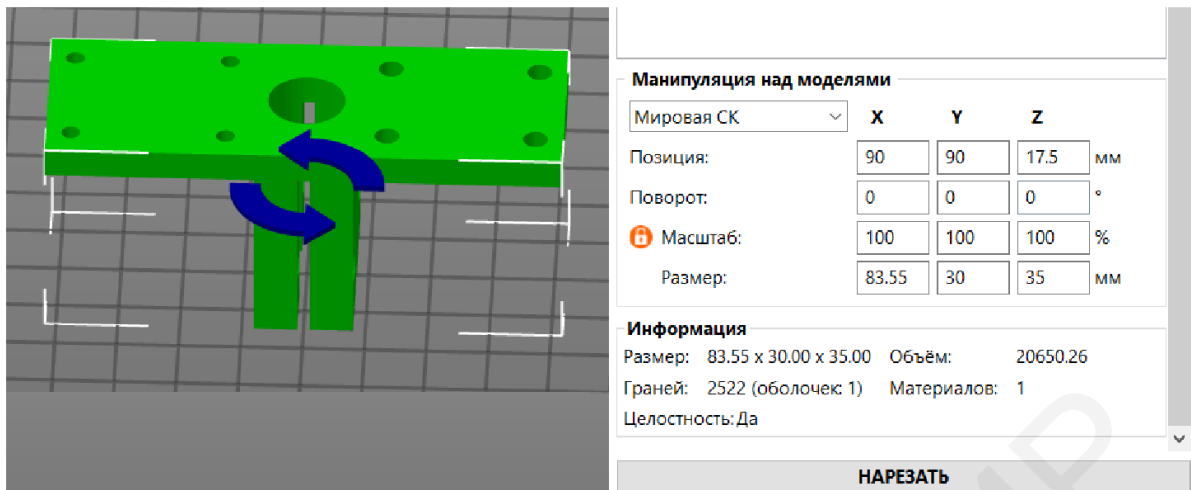 Манипуляция над моделями
Мировая СК X Y Z
Позиция: 90 90 17.5 мм
Поворот: 0 0 0 °
Масштаб: 100 100 100 %
Размер: 83.55 30 35 мм
Информация
Размер: 83.55 x 30.00 x 35.00 Объём: 20650.26
Граней: 2522 (оболочек: 1) Материалов: 1
Целостность: Да
НАРЕЗАТЬ